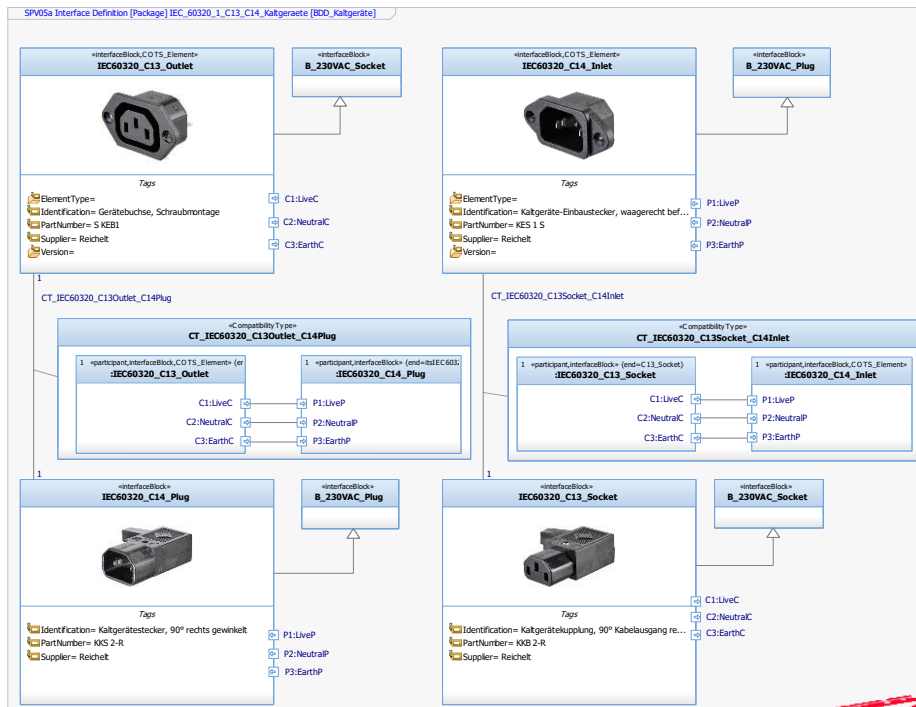 SPV05a Interface Definition [Package] IEC_60320_1_C13_C14_Kaltgeraete [BDD_Kaltgeräte]
«interfaceBlock,COTS_Element»
IEC60320_C13_Outlet
Tags
ElementType=
Identification= Gerätebuchse, Schraubmontage
PartNumber= S KEB1
Supplier= Reichelt
Version=
C1:LiveC
C2:NeutralC
C3:EarthC
«interfaceBlock»
B_230VAC_Socket
«interfaceBlock,COTS_Element»
IEC60320_C14_Inlet
Tags
ElementType=
Identification= Kaltgeräte-Einbaustecker, waagerecht bef...
PartNumber= KES 1 S
Supplier= Reichelt
Version=
P1:LiveP
P2:NeutralP
P3:EarthP
«interfaceBlock»
B_230VAC_Plug
1
CT_IEC60320_C13Outlet_C14Plug
«CompatibilityType»
CT_IEC60320_C13Outlet_C14Plug
1 «participant,interfaceBlock,COTS_Element» {er
:IEC60320_C13_Outlet
C1:LiveC
C2:NeutralC
C3:EarthC
1 «participant,interfaceBlock» {end=itsIEC603
:IEC60320_C14_Plug
P1:LiveP
P2:NeutralP
P3:EarthP
1
CT_IEC60320_C13Socket_C14Inlet
«CompatibilityType»
CT_IEC60320_C13Socket_C14Inlet
1 «participant,interfaceBlock» {end=C13_Socket}
:IEC60320_C13_Socket
C1:LiveC
C2:NeutralC
C3:EarthC
1 «participant,interfaceBlock,COTS_Element»
:IEC60320_C14_Inlet
P1:LiveP
P2:NeutralP
P3:EarthP
1
«interfaceBlock»
IEC60320_C14_Plug
Tags
Identification= Kaltgerätestecker, 90° rechts gewinkelt
PartNumber= KKS 2-R
Supplier= Reichelt
P1:LiveP
P2:NeutralP
P3:EarthP
«interfaceBlock»
B_230VAC_Plug
1
«interfaceBlock»
IEC60320_C13_Socket
Tags
Identification= Kaltgerätekupplung, 90° Kabelausgang re...
PartNumber= KKB 2-R
Supplier= Reichelt
C1:LiveC
C2:NeutralC
C3:EarthC
«interfaceBlock»
B_230VAC_Socket